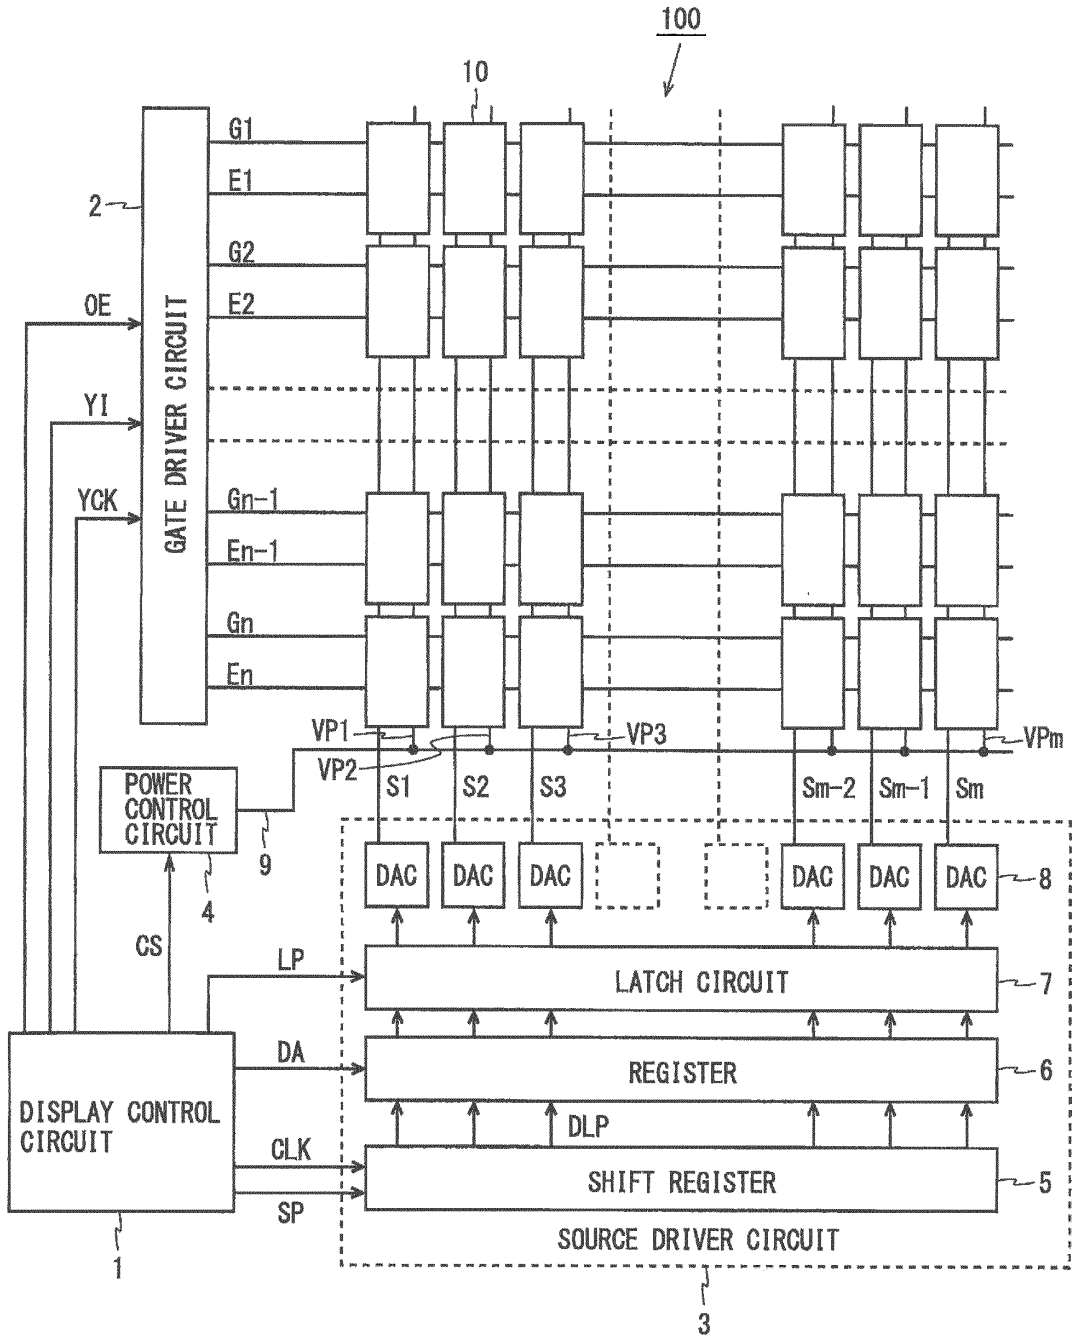 100
10
G1
E1
2
G2
OE
E2
GATE DRIVER CIRCUIT
YI
YCK
Gn-1
En-1
Gn
En
VP1
VP2
VP3
VPm
S1
S2
S3
Sm-2
Sm-1
Sm
POWER
CONTROL
CIRCUIT
9
4
DAC
DAC
DAC
DAC
DAC
DAC
8
CS
LP
LATCH CIRCUIT
7
DA
REGISTER
6
DISPLAY CONTROL
CIRCUIT
DLP
CLK
SHIFT REGISTER
5
SP
SOURCE DRIVER CIRCUIT
1
3